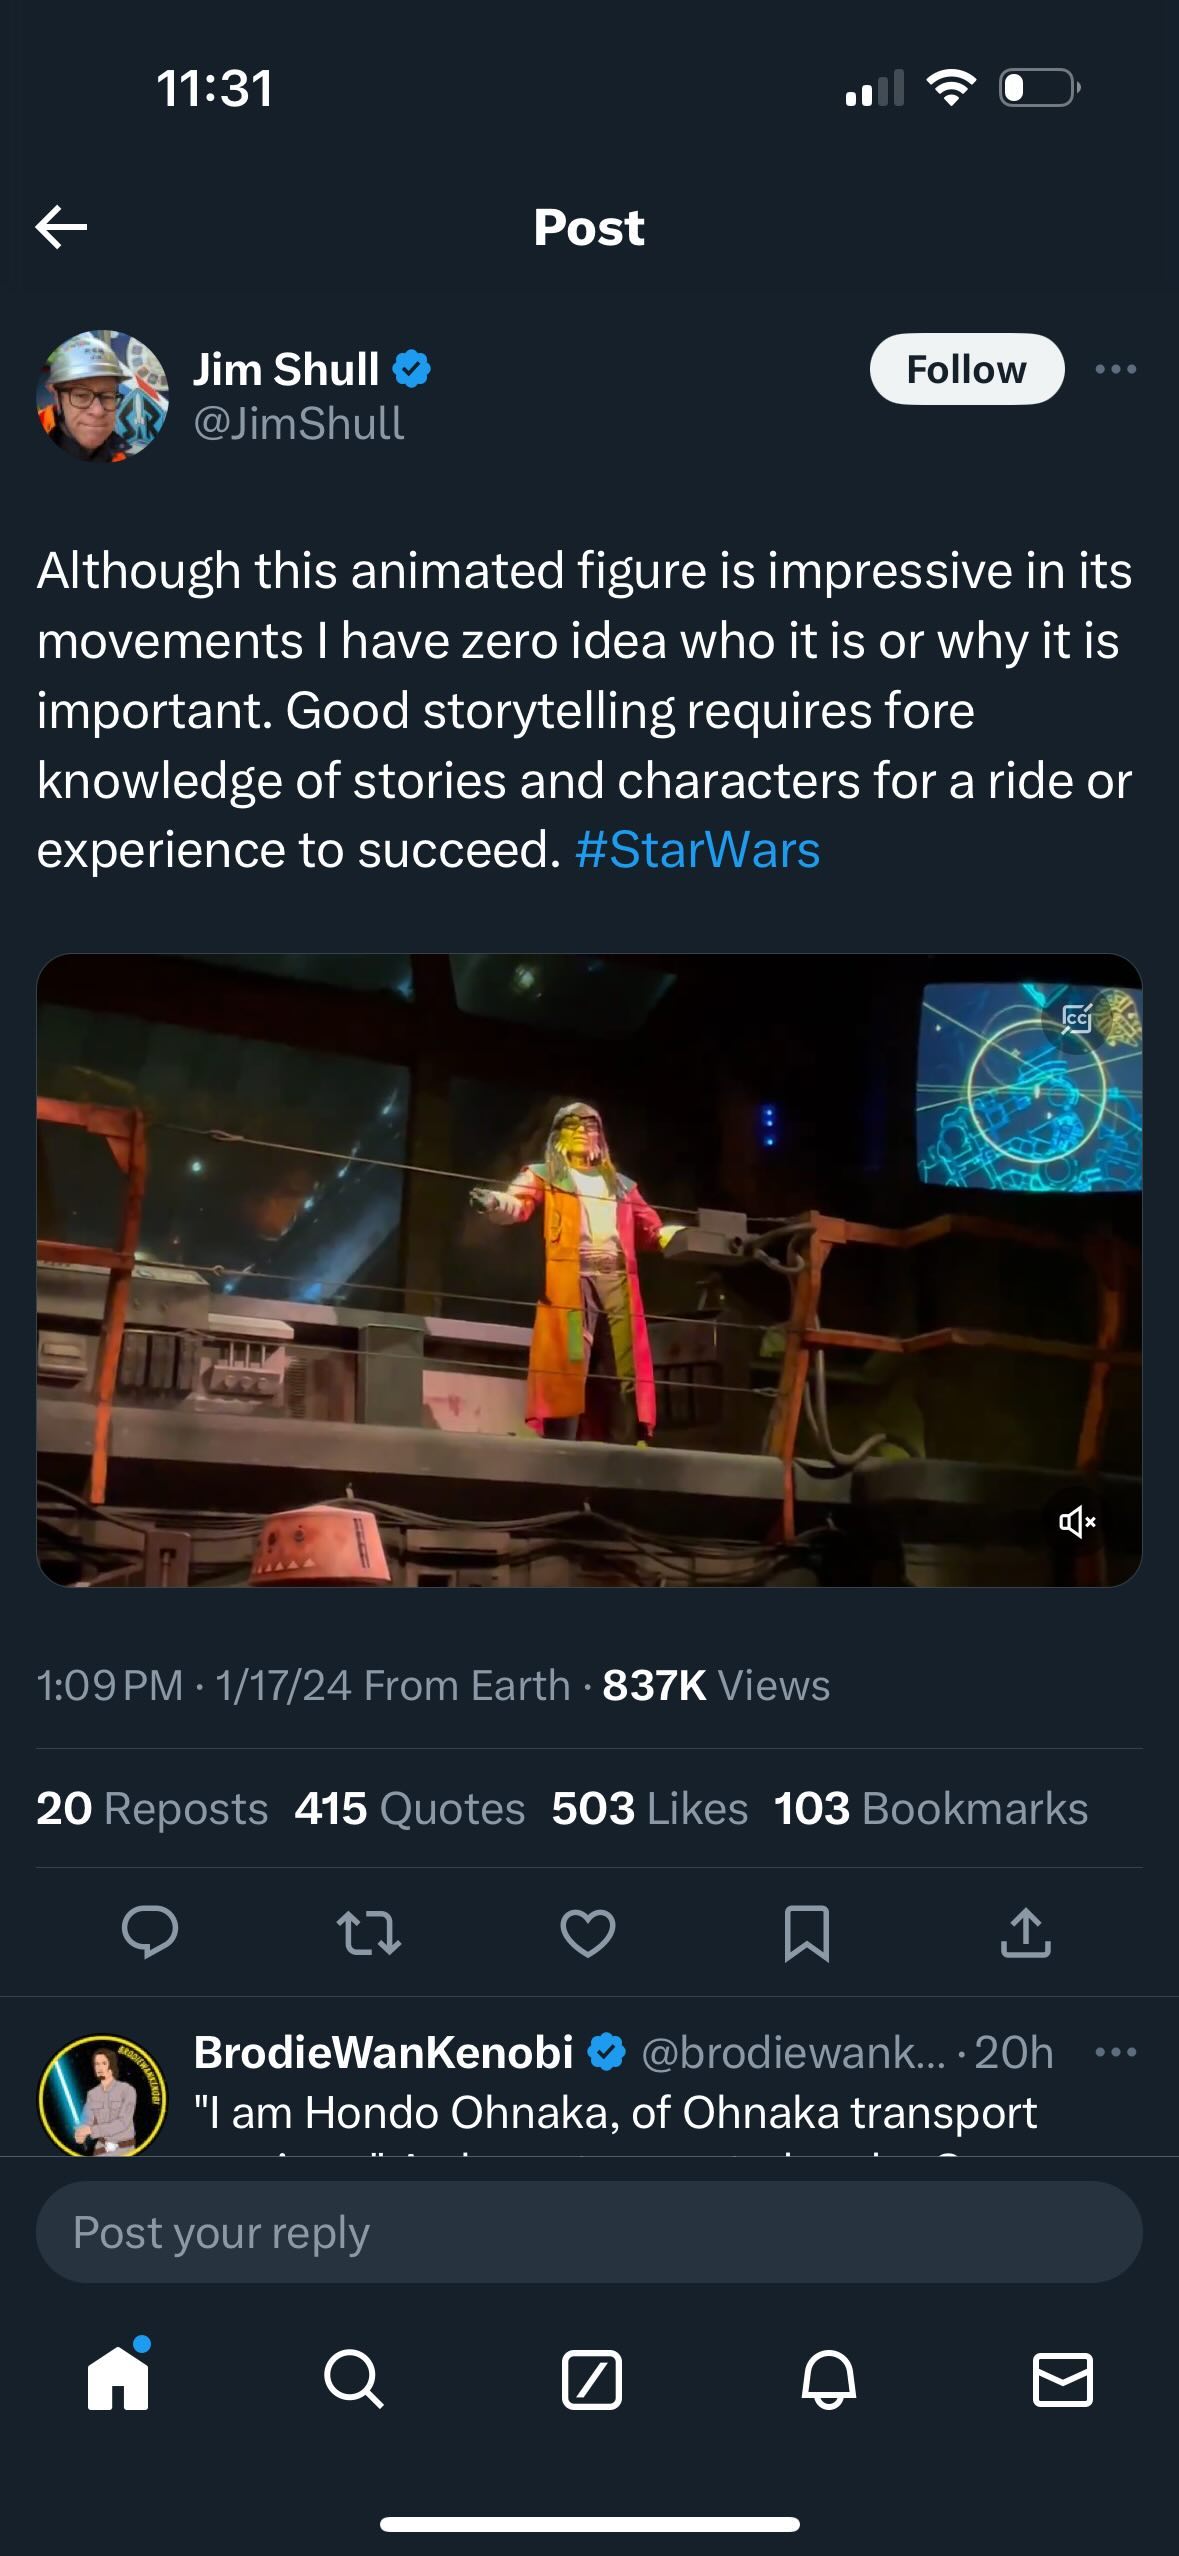 11:31
Post
Jim Shull
@JimShull
Follow
Although this animated figure is impressive in its
movements I have zero idea who it is or why it is
important. Good storytelling requires fore
knowledge of stories and characters for a ride or
experience to succeed. #StarWars
CC
1:09 PM · 1/17/24 From Earth · 837K Views
20 Reposts 415 Quotes 503 Likes 103 Bookmarks
BRODIEWANKENOBI
BrodieWanKenobi @brodiewank... · 20h
"I am Hondo Ohnaka, of Ohnaka transport
Post your reply